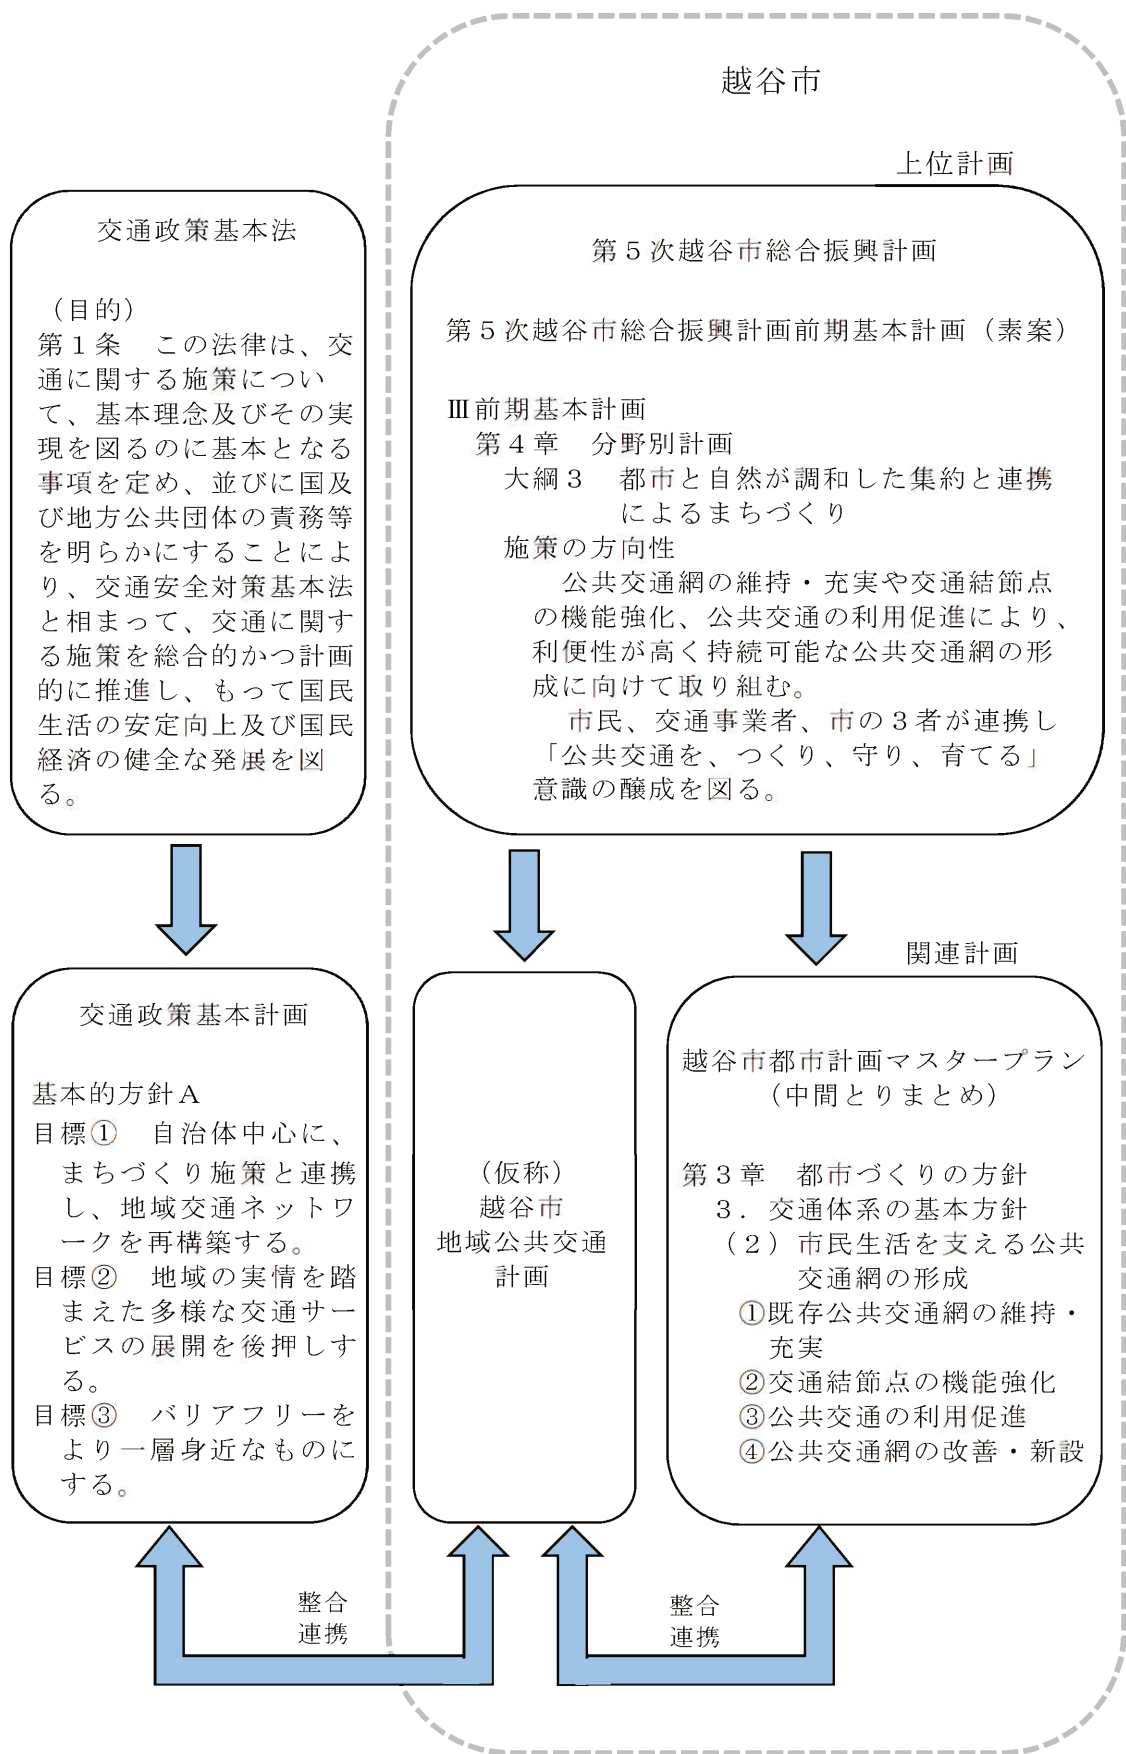 越谷市
上位計画
交通政策基本法
（目的）
第１条　この法律は、交
通に関する施策につい
て、基本理念及びその実
現を図るのに基本となる
事項を定め、並びに国及
び地方公共団体の責務等
を明らかにすることによ
り、交通安全対策基本法
と相まって、交通に関す
る施策を総合的かつ計画
的に推進し、もって国民
生活の安定向上及び国民
経済の健全な発展を図
る。
第５次越谷市総合振興計画
第５次越谷市総合振興計画前期基本計画（素案）
Ⅲ前期基本計画
第４章　分野別計画
大綱３　都市と自然が調和した集約と連携
によるまちづくり
施策の方向性
公共交通網の維持・充実や交通結節点
の機能強化、公共交通の利用促進により、
利便性が高く持続可能な公共交通網の形
成に向けて取り組む。
市民、交通事業者、市の３者が連携し
「公共交通を、つくり、守り、育てる」
意識の醸成を図る。
交通政策基本計画
基本的方針Ａ
目標①　自治体中心に、
まちづくり施策と連携
し、地域交通ネットワ
ークを再構築する。
目標②　地域の実情を踏
まえた多様な交通サー
ビスの展開を後押しす
る。
目標③　バリアフリーを
より一層身近なものに
する。
（仮称）
越谷市
地域公共交通
計画
関連計画
越谷市都市計画マスタープラン
（中間とりまとめ）
第３章　都市づくりの方針
３．交通体系の基本方針
（２）市民生活を支える公共
交通網の形成
①既存公共交通網の維持・
充実
②交通結節点の機能強化
③公共交通の利用促進
④公共交通網の改善・新設
整合
連携
整合
連携